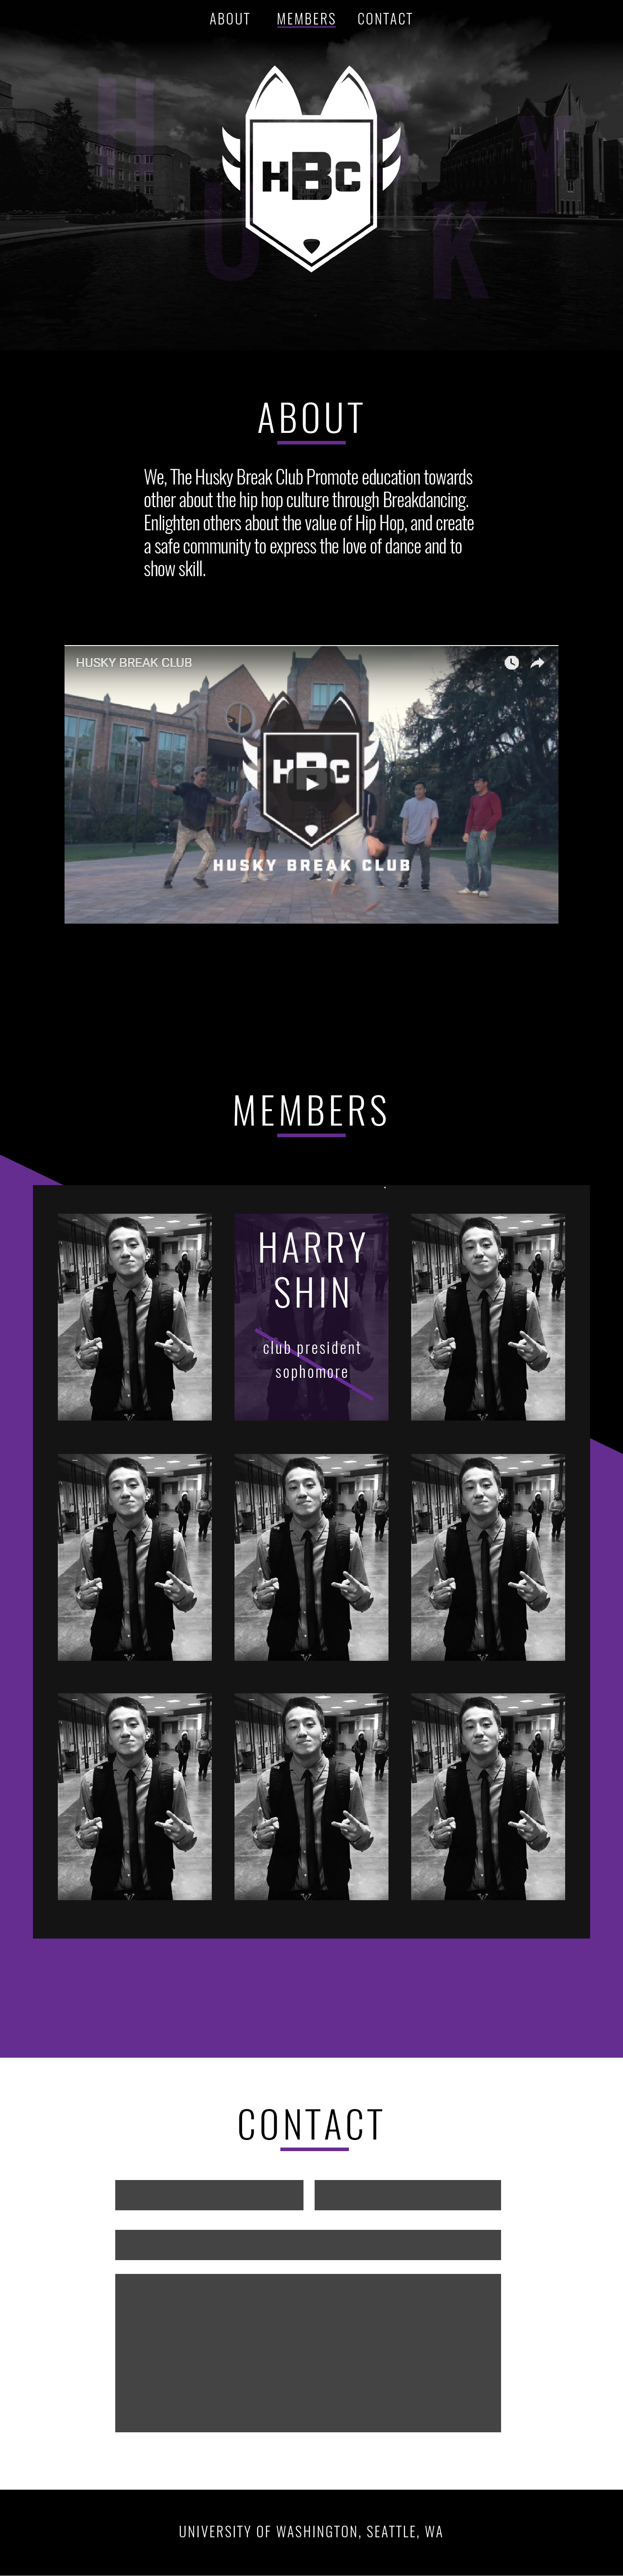 ABOUT MEMBERS CONTACT
H U S K Y
HBC
ABOUT
We, The Husky Break Club Promote education towards
other about the hip hop culture through Breakdancing.
Enlighten others about the value of Hip Hop, and create
a safe community to express the love of dance and to
show skill.
HUSKY BREAK CLUB
HBC
HUSKY BREAK CLUB
MEMBERS
HARRY
SHIN
club president
sophomore
CONTACT
UNIVERSITY OF WASHINGTON, SEATTLE, WA